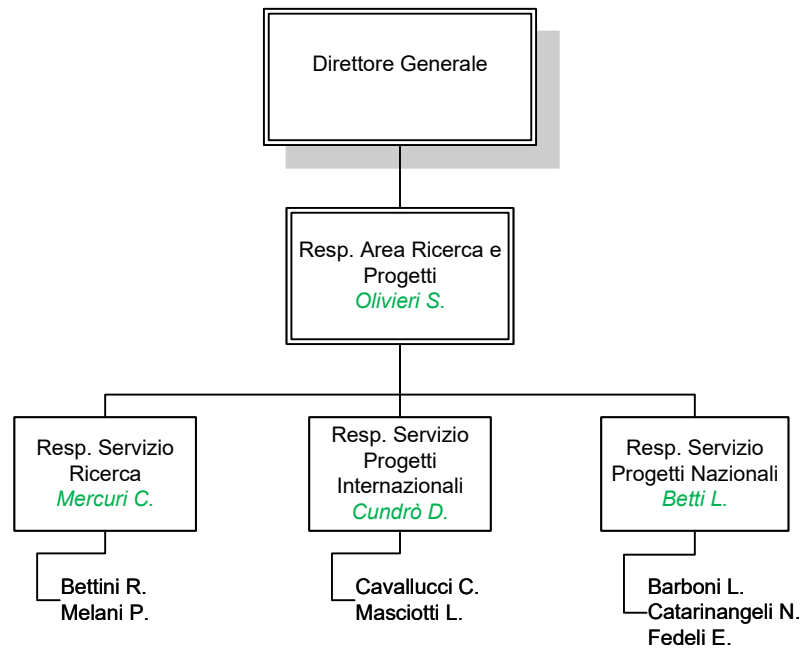 Direttore Generale
Resp. Area Ricerca e
Progetti
Olivieri S.
Resp. Servizio
Ricerca
Mercuri C.
Resp. Servizio
Progetti
Internazionali
Cundrò D.
Resp. Servizio
Progetti Nazionali
Betti L.
Bettini R.
Melani P.
Cavallucci C.
Masciotti L.
Barboni L.
Catarinangeli N.
Fedeli E.